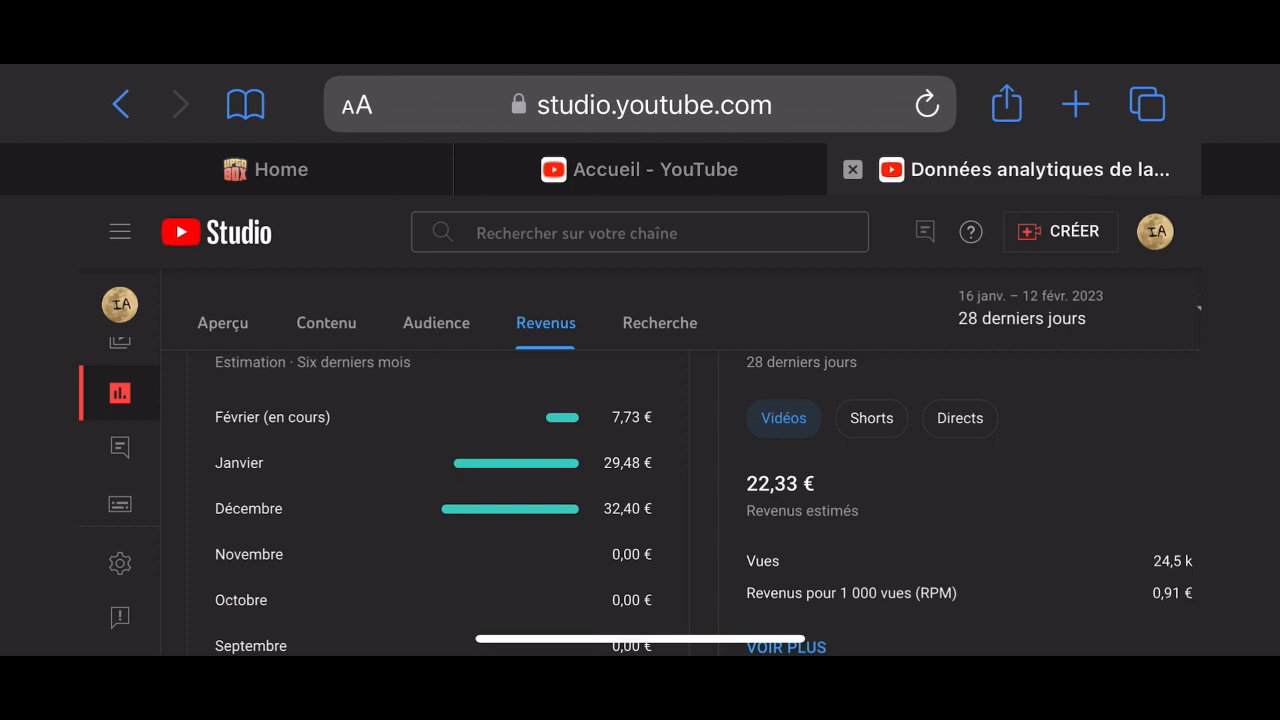 AA studio.youtube.com
Home
Accueil - YouTube
Données analytiques de la...
Studio
Rechercher sur votre chaîne
?
CRÉER
IA
IA
Aperçu Contenu Audience Revenus Recherche
16 janv. – 12 févr. 2023
28 derniers jours
Estimation · Six derniers mois
Février (en cours) 7,73 €
Janvier 29,48 €
Décembre 32,40 €
Novembre 0,00 €
Octobre 0,00 €
Septembre 0,00 €
28 derniers jours
Vidéos Shorts Directs
22,33 €
Revenus estimés
Vues 24,5 k
Revenus pour 1 000 vues (RPM) 0,91 €
VOIR PLUS